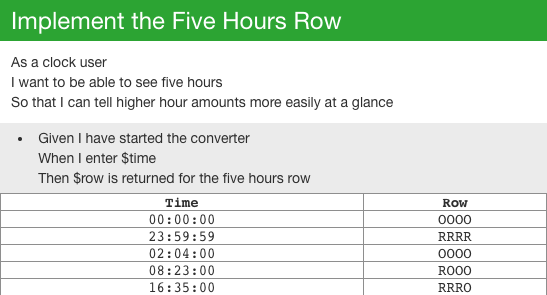 Implement the Five Hours Row
As a clock user
I want to be able to see five hours
So that I can tell higher hour amounts more easily at a glance
• Given I have started the converter
When I enter $time
Then $row is returned for the five hours row
Time Row
00:00:00 OOOO
23:59:59 RRRR
02:04:00 OOOO
08:23:00 ROOO
16:35:00 RRRO